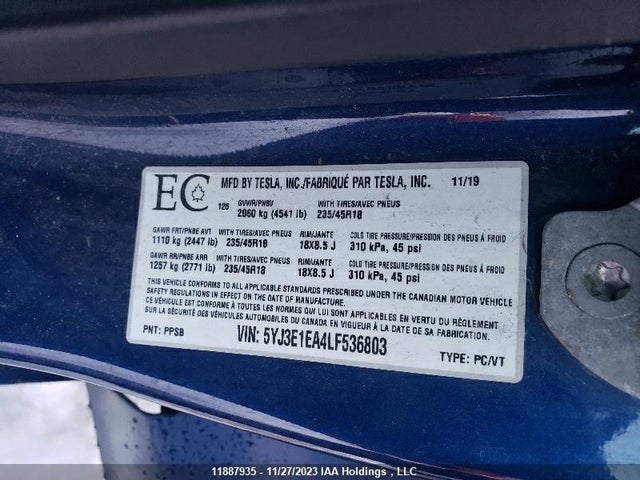 EC MFD BY TESLA, INC./FABRIQUÉ PAR TESLA, INC. 11/19
126 GVWR/PNBV WITH TIRES/AVEC PNEUS
2060 kg (4541 lb) 235/45R18
GAWR FRT/PNBE AVT WITH TIRES/AVEC PNEUS RIM/JANTE COLD TIRE PRESSURE/PRESSION DES PNEUS À FROID
1110 kg (2447 lb) 235/45R18 18X8.5 J 310 kPa, 45 psi
GAWR RR/PNBE ARR WITH TIRES/AVEC PNEUS RIM/JANTE COLD TIRE PRESSURE/PRESSION DES PNEUS À FROID
1257 kg (2771 lb) 235/45R18 18X8.5 J 310 kPa, 45 psi
THIS VEHICLE CONFORMS TO ALL APPLICABLE STANDARDS PRESCRIBED UNDER THE CANADIAN MOTOR VEHICLE
SAFETY REGULATIONS IN EFFECT ON THE DATE OF MANUFACTURE.
CE VÉHICULE EST CONFORME À TOUTES LES NORMES QUI LUI SONT APPLICABLES EN VERTU DU RÈGLEMENT SUR
LA SÉCURITÉ DES VÉHICULES AUTOMOBILES DU CANADA EN VIGUEUR À LA DATE DE SA FABRICATION.
PNT: PPSB VIN: 5YJ3E1EA4LF536803 TYPE: PC/VT
11887935 - 11/27/2023 IAA Holdings , LLC